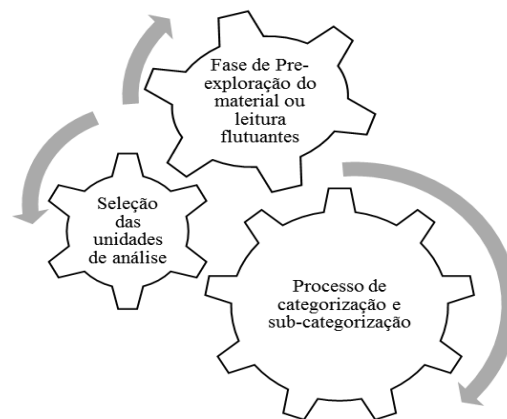 Fase de Pre-
exploração do
material ou
leitura
flutuantes
Seleção
das
unidades
de análise
Processo de
categorização e
sub-categorização